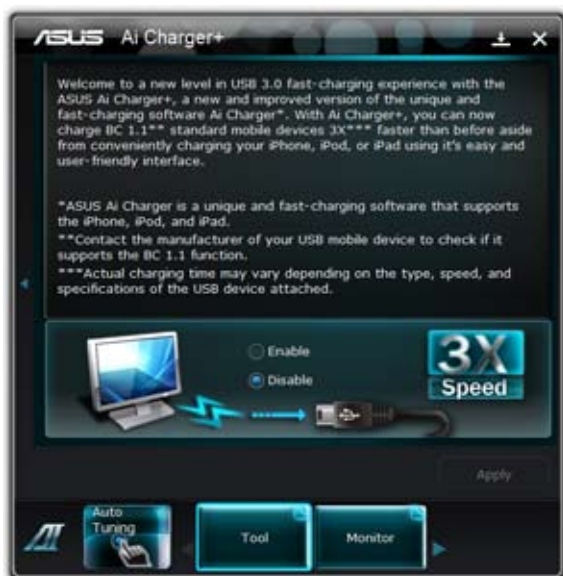 ASUS Ai Charger+
Welcome to a new level in USB 3.0 fast-charging experience with the
ASUS Ai Charger+, a new and improved version of the unique and
fast-charging software Ai Charger*. With Ai Charger+, you can now
charge BC 1.1** standard mobile devices 3X*** faster than before aside
from conveniently charging your iPhone, iPod, or iPad using it's easy and
user-friendly interface.
*ASUS Ai Charger is a unique and fast-charging software that supports
the iPhone, iPod, and iPad.
**Contact the manufacturer of your USB mobile device to check if it
supports the BC 1.1 function.
***Actual charging time may vary depending on the type, speed, and
specifications of the USB device attached.
Enable
Disable
3X
Speed
Apply
Auto
Tuning
Tool
Monitor